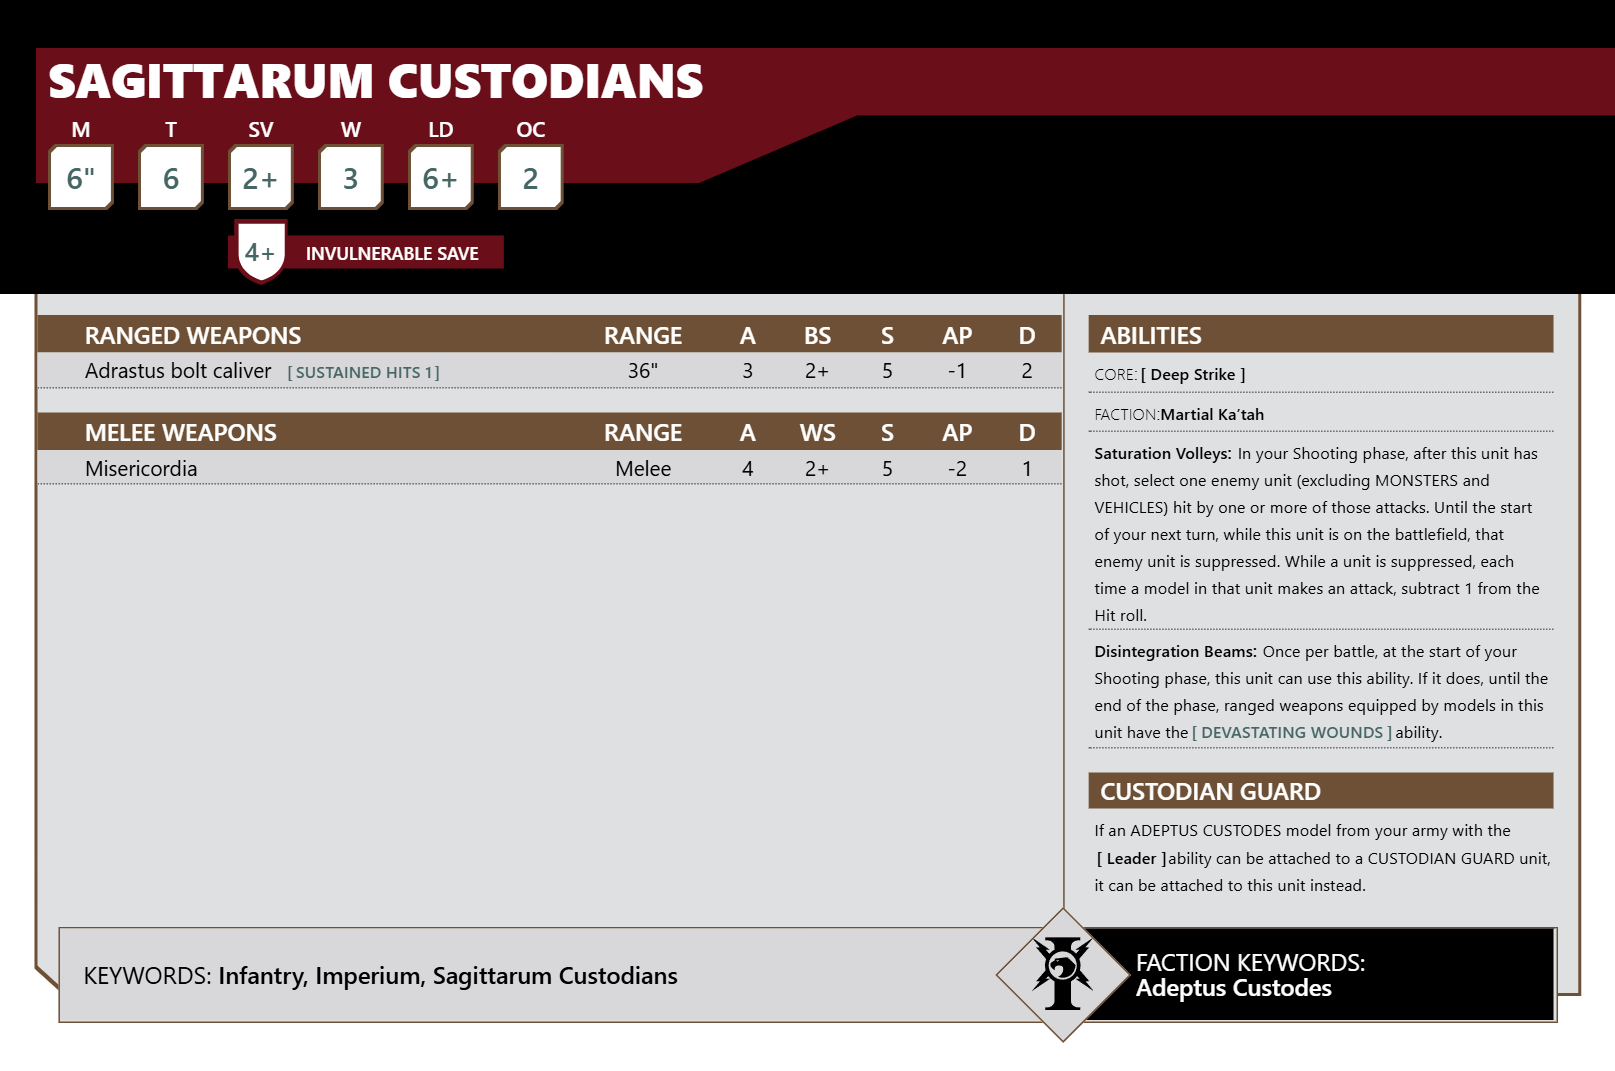 SAGITTARUM CUSTODIANS
M T SV W LD OC
6" 6 2+ 3 6+ 2
4+ INVULNERABLE SAVE
RANGED WEAPONS RANGE A BS S AP D
Adrastus bolt caliver [ SUSTAINED HITS 1 ] 36" 3 2+ 5 -1 2
MELEE WEAPONS RANGE A WS S AP D
Misericordia Melee 4 2+ 5 -2 1
ABILITIES
CORE: [ Deep Strike ]
FACTION:Martial Ka’tah
Saturation Volleys: In your Shooting phase, after this unit has
shot, select one enemy unit (excluding MONSTERS and
VEHICLES) hit by one or more of those attacks. Until the start
of your next turn, while this unit is on the battlefield, that
enemy unit is suppressed. While a unit is suppressed, each
time a model in that unit makes an attack, subtract 1 from the
Hit roll.
Disintegration Beams: Once per battle, at the start of your
Shooting phase, this unit can use this ability. If it does, until the
end of the phase, ranged weapons equipped by models in this
unit have the [ DEVASTATING WOUNDS ] ability.
CUSTODIAN GUARD
If an ADEPTUS CUSTODES model from your army with the
[ Leader ]ability can be attached to a CUSTODIAN GUARD unit,
it can be attached to this unit instead.
KEYWORDS: Infantry, Imperium, Sagittarum Custodians
FACTION KEYWORDS:
Adeptus Custodes